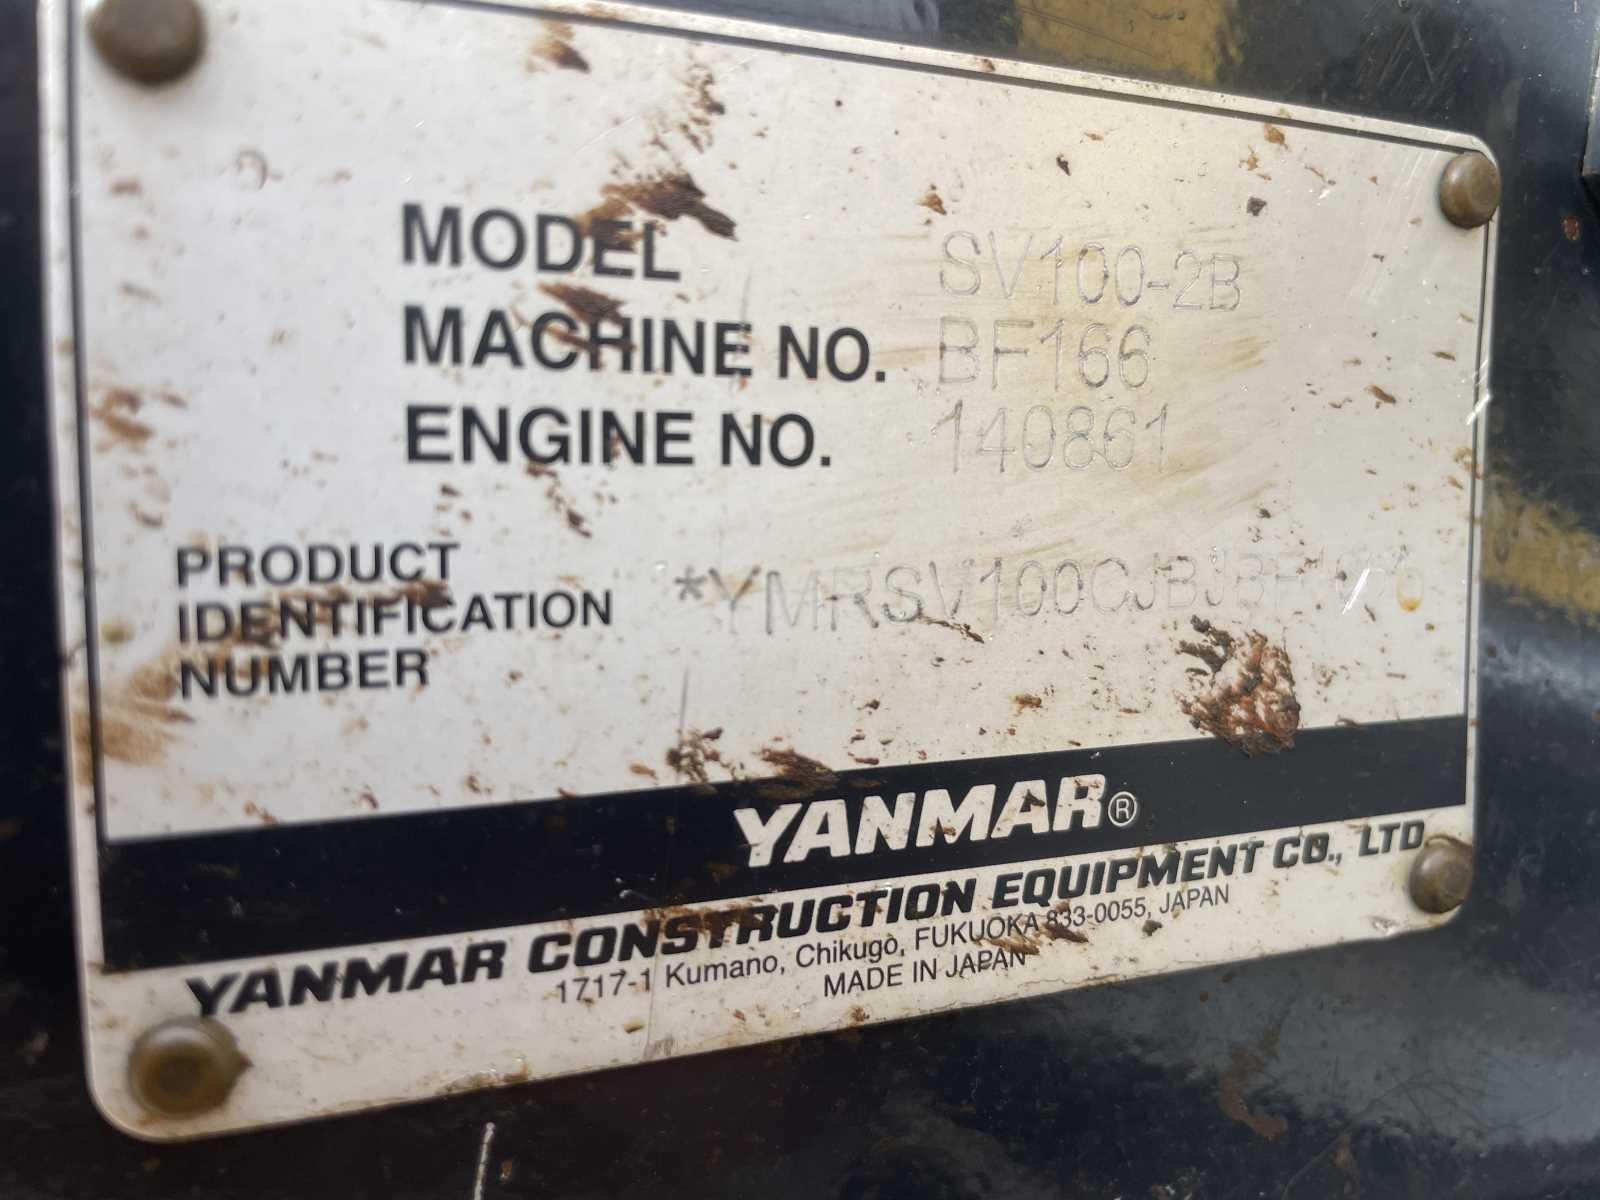 MODEL SV100-2B
MACHINE NO. BF166
ENGINE NO. 140861
PRODUCT
IDENTIFICATION *YMRSV100CJBJBF166
NUMBER
YANMAR®
YANMAR CONSTRUCTION EQUIPMENT CO., LTD
1717-1 Kumano, Chikugo, FUKUOKA 833-0055, JAPAN
MADE IN JAPAN